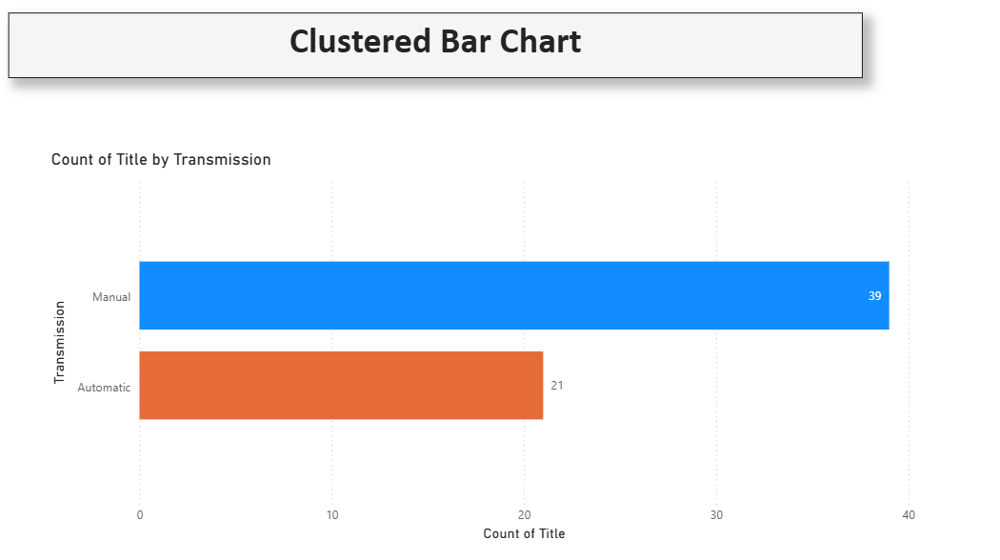 Clustered Bar Chart
Count of Title by Transmission
Transmission
Manual
39
Automatic
21
0 10 20 30 40
Count of Title